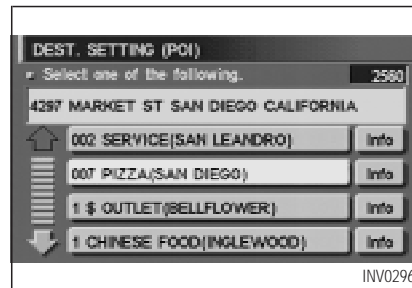 DEST. SETTING (POI)
Select one of the following. 2560
4297 MARKET ST SAN DIEGO CALIFORNIA
002 SERVICE(SAN LEANDRO) Info
007 PIZZA(SAN DIEGO) Info
1 $ OUTLET(BELLFLOWER) Info
1 CHINESE FOOD(INGLEWOOD) Info
INV0296